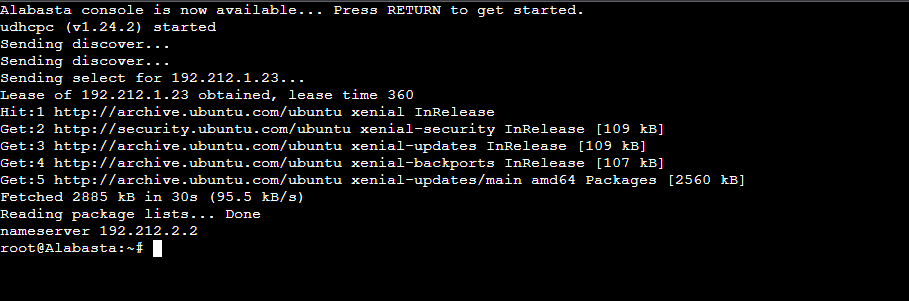 Alabasta console is now available... Press RETURN to get started.
udhcpc (v1.24.2) started
Sending discover...
Sending discover...
Sending select for 192.212.1.23...
Lease of 192.212.1.23 obtained, lease time 360
Hit:1 http://archive.ubuntu.com/ubuntu xenial InRelease
Get:2 http://security.ubuntu.com/ubuntu xenial-security InRelease [109 kB]
Get:3 http://archive.ubuntu.com/ubuntu xenial-updates InRelease [109 kB]
Get:4 http://archive.ubuntu.com/ubuntu xenial-backports InRelease [107 kB]
Get:5 http://archive.ubuntu.com/ubuntu xenial-updates/main amd64 Packages [2560 kB]
Fetched 2885 kB in 30s (95.5 kB/s)
Reading package lists... Done
nameserver 192.212.2.2
root@Alabasta:~#